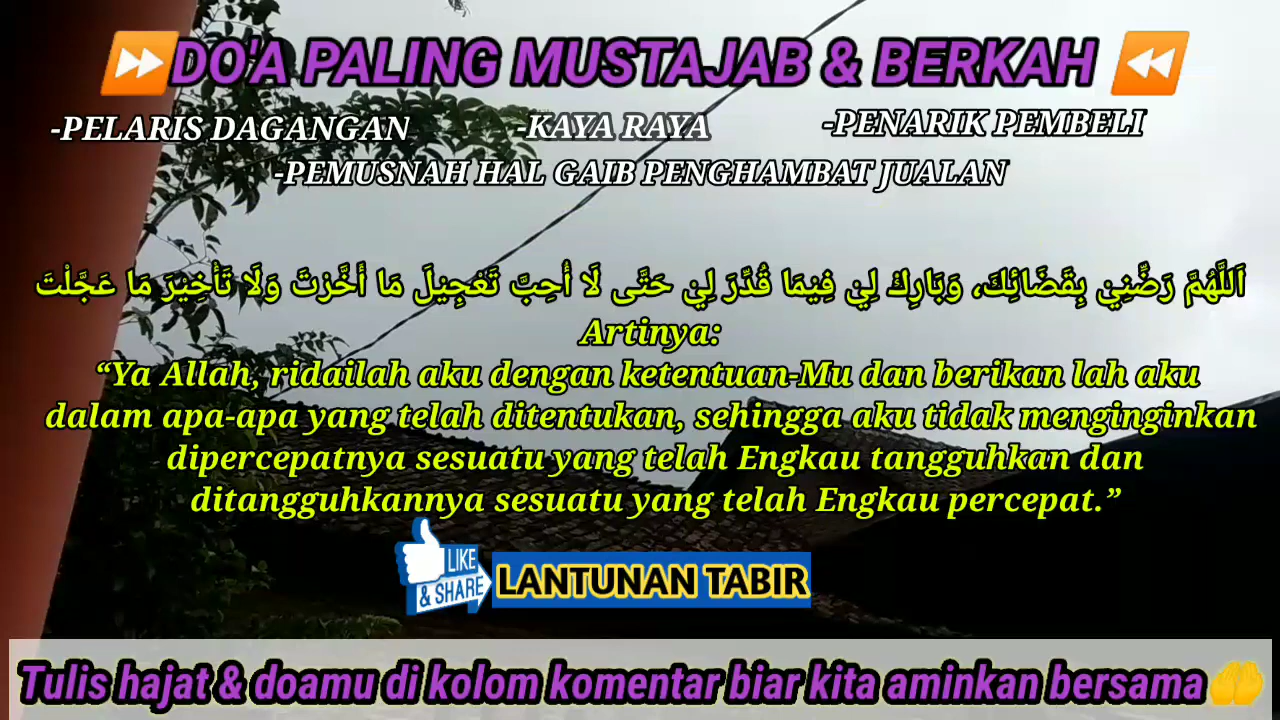 ⏩DO'A PALING MUSTAJAB & BERKAH ⏪
-PELARIS DAGANGAN -KAYA RAYA -PENARIK PEMBELI
-PEMUSNAH HAL GAIB PENGHAMBAT JUALAN
اَللَّهُمَّ رَضِّنِيْ بِقَضَائِكَ، وَبَارِكْ لِيْ فِيْمَا قُدِّرَ لِيْ حَتَّى لَا أُحِبَّ تَعْجِيْلَ مَا أَخَّرْتَ وَلَا تَأْخِيْرَ مَا عَجَّلْتَ
Artinya:
“Ya Allah, ridailah aku dengan ketentuan-Mu dan berikan lah aku
dalam apa-apa yang telah ditentukan, sehingga aku tidak menginginkan
dipercepatnya sesuatu yang telah Engkau tangguhkan dan
ditangguhkannya sesuatu yang telah Engkau percepat.”
LIKE
& SHARE
LANTUNAN TABIR
Tulis hajat & doamu di kolom komentar biar kita aminkan bersama🤲